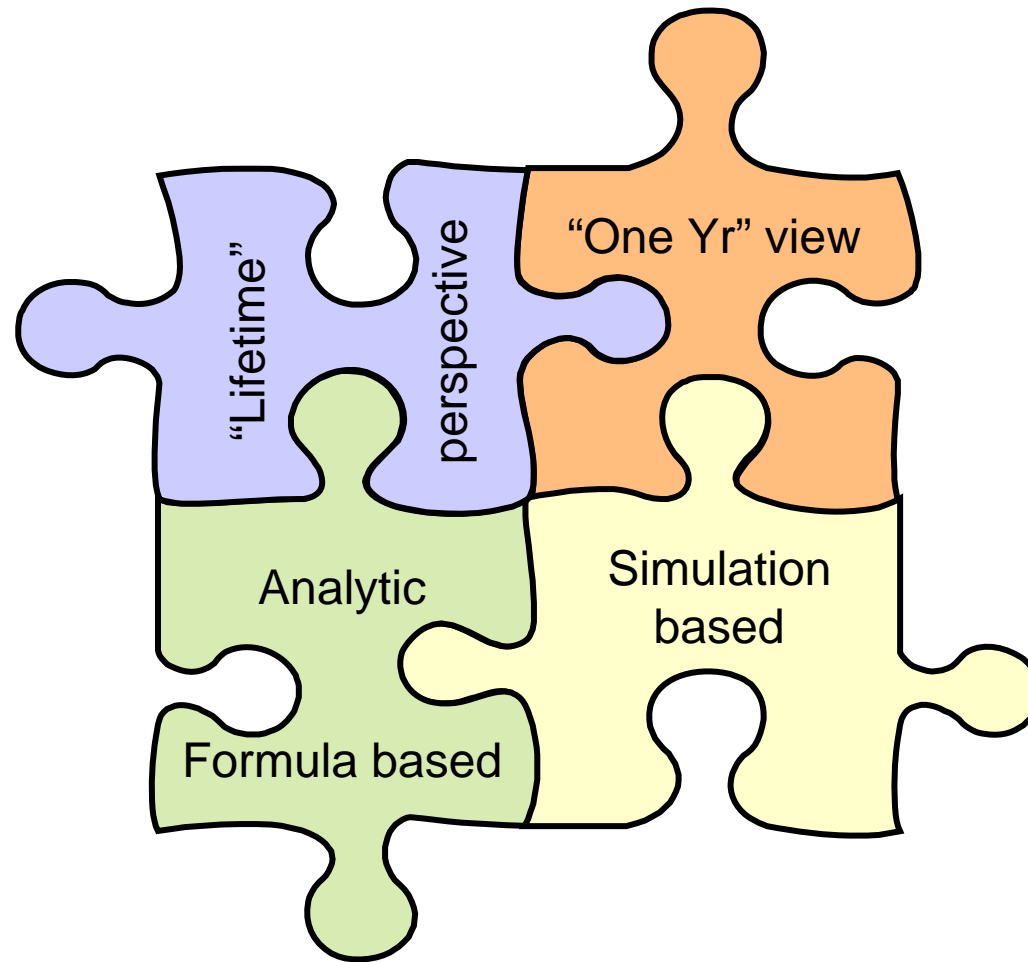 “Lifetime”
perspective
“One Yr” view
Analytic
Formula based
Simulation
based